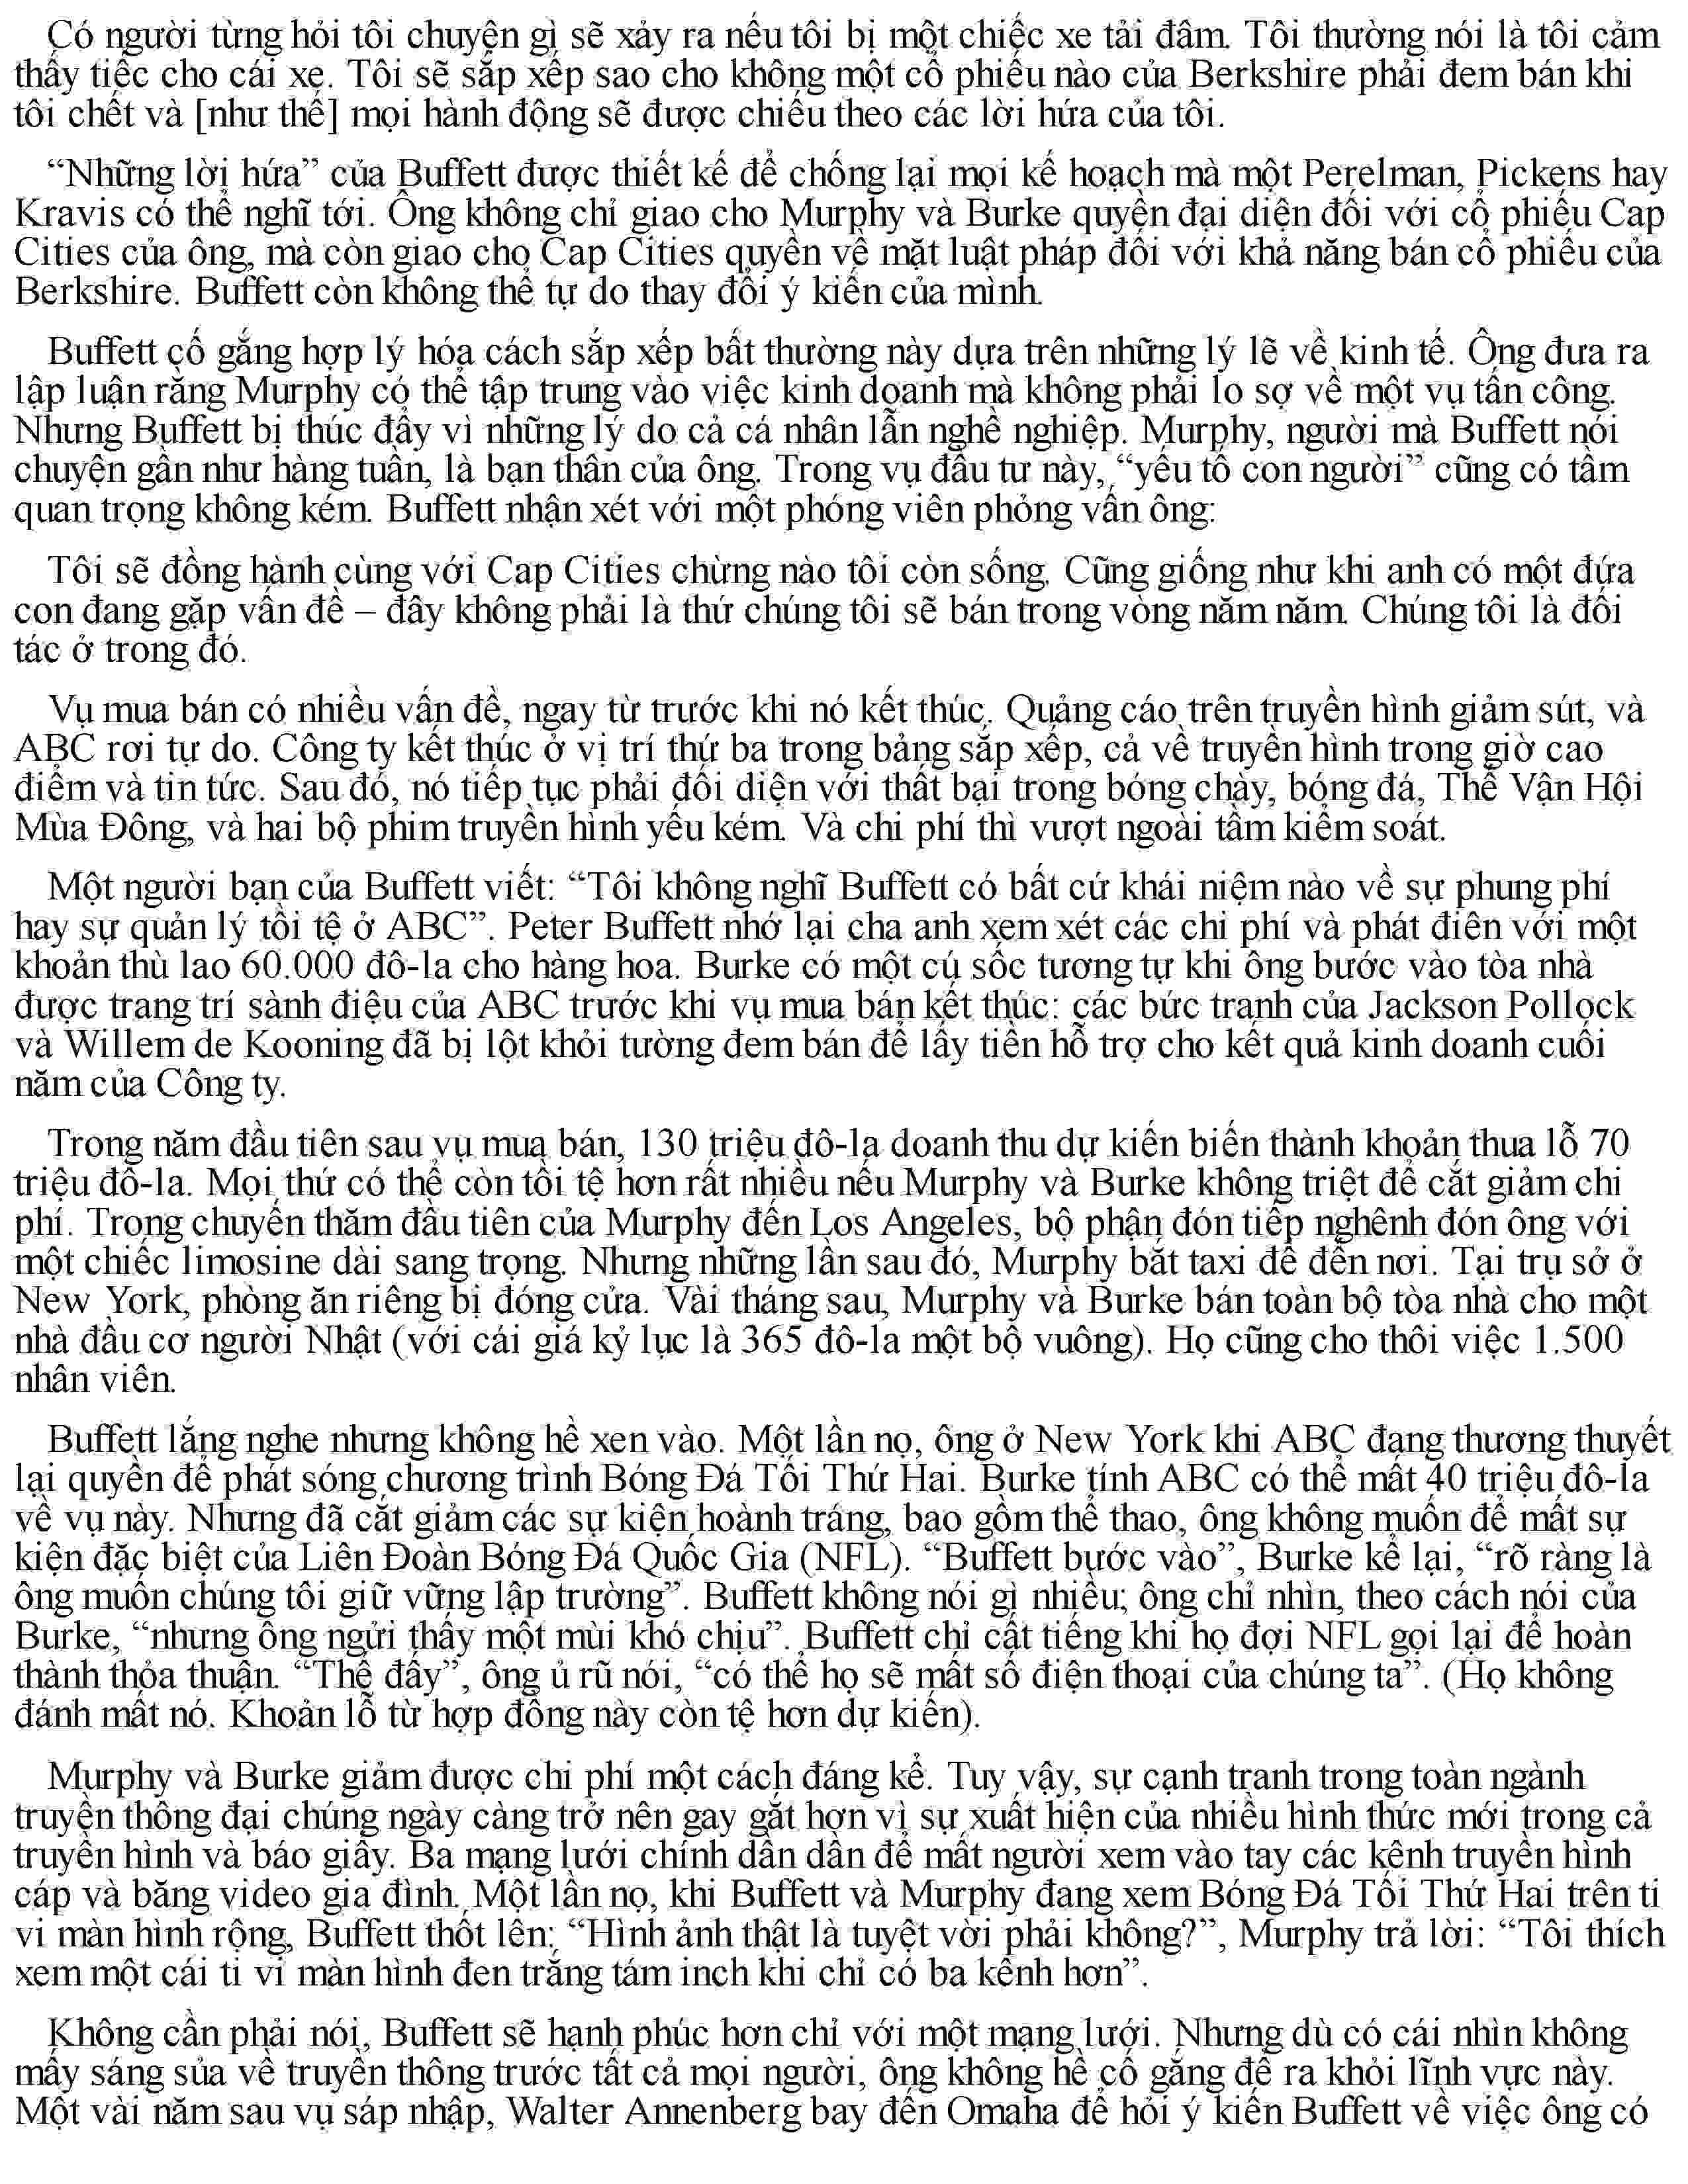 Có người từng hỏi tôi chuyện gì sẽ xảy ra nếu tôi bị một chiếc xe tải đâm. Tôi thường nói là tôi cảm
thấy tiếc cho cái xe. Tôi sẽ sắp xếp sao cho không một cổ phiếu nào của Berkshire phải đem bán khi
tôi chết và [như thế] mọi hành động sẽ được chiếu theo các lời hứa của tôi.
“Những lời hứa” của Buffett được thiết kế để chống lại mọi kế hoạch mà một Perelman, Pickens hay
Kravis có thể nghĩ tới. Ông không chỉ giao cho Murphy và Burke quyền đại diện đối với cổ phiếu Cap
Cities của ông, mà còn giao cho Cap Cities quyền về mặt luật pháp đối với khả năng bán cổ phiếu của
Berkshire. Buffett còn không thể tự do thay đổi ý kiến của mình.
Buffett cố gắng hợp lý hóa cách sắp xếp bất thường này dựa trên những lý lẽ về kinh tế. Ông đưa ra
lập luận rằng Murphy có thể tập trung vào việc kinh doanh mà không phải lo sợ về một vụ tấn công.
Nhưng Buffett bị thúc đẩy vì những lý do cả cá nhân lẫn nghề nghiệp. Murphy, người mà Buffett nói
chuyện gần như hàng tuần, là bạn thân của ông. Trong vụ đầu tư này, “yếu tố con người” cũng có tầm
quan trọng không kém. Buffett nhận xét với một phóng viên phỏng vấn ông:
Tôi sẽ đồng hành cùng với Cap Cities chừng nào tôi còn sống. Cũng giống như khi anh có một đứa
con đang gặp vấn đề – đây không phải là thứ chúng tôi sẽ bán trong vòng năm năm. Chúng tôi là đối
tác ở trong đó.
Vụ mua bán có nhiều vấn đề, ngay từ trước khi nó kết thúc. Quảng cáo trên truyền hình giảm sút, và
ABC rơi tự do. Công ty kết thúc ở vị trí thứ ba trong bảng sắp xếp, cả về truyền hình trong giờ cao
điểm và tin tức. Sau đó, nó tiếp tục phải đối diện với thất bại trong bóng chày, bóng đá, Thế Vận Hội
Mùa Đông, và hai bộ phim truyền hình yếu kém. Và chi phí thì vượt ngoài tầm kiểm soát.
Một người bạn của Buffett viết: “Tôi không nghĩ Buffett có bất cứ khái niệm nào về sự phung phí
hay sự quản lý tồi tệ ở ABC”. Peter Buffett nhớ lại cha anh xem xét các chi phí và phát điên với một
khoản thù lao 60.000 đô-la cho hàng hoa. Burke có một cú sốc tương tự khi ông bước vào tòa nhà
được trang trí sành điệu của ABC trước khi vụ mua bán kết thúc: các bức tranh của Jackson Pollock
và Willem de Kooning đã bị lột khỏi tường đem bán để lấy tiền hỗ trợ cho kết quả kinh doanh cuối
năm của Công ty.
Trong năm đầu tiên sau vụ mua bán, 130 triệu đô-la doanh thu dự kiến biến thành khoản thua lỗ 70
triệu đô-la. Mọi thứ có thể còn tồi tệ hơn rất nhiều nếu Murphy và Burke không triệt để cắt giảm chi
phí. Trong chuyến thăm đầu tiên của Murphy đến Los Angeles, bộ phận đón tiếp nghênh đón ông với
một chiếc limosine dài sang trọng. Nhưng những lần sau đó, Murphy bắt taxi để đến nơi. Tại trụ sở ở
New York, phòng ăn riêng bị đóng cửa. Vài tháng sau, Murphy và Burke bán toàn bộ tòa nhà cho một
nhà đầu cơ người Nhật (với cái giá kỷ lục là 365 đô-la một bộ vuông). Họ cũng cho thôi việc 1.500
nhân viên.
Buffett lắng nghe nhưng không hề xen vào. Một lần nọ, ông ở New York khi ABC đang thương thuyết
lại quyền để phát sóng chương trình Bóng Đá Tối Thứ Hai. Burke tính ABC có thể mất 40 triệu đô-la
về vụ này. Nhưng đã cắt giảm các sự kiện hoành tráng, bao gồm thể thao, ông không muốn để mất sự
kiện đặc biệt của Liên Đoàn Bóng Đá Quốc Gia (NFL). “Buffett bước vào”, Burke kể lại, “rõ ràng là
ông muốn chúng tôi giữ vững lập trường”. Buffett không nói gì nhiều; ông chỉ nhìn, theo cách nói của
Burke, “nhưng ông ngửi thấy một mùi khó chịu”. Buffett chỉ cất tiếng khi họ đợi NFL gọi lại để hoàn
thành thỏa thuận. “Thế đấy”, ông ủ rũ nói, “có thể họ sẽ mất số điện thoại của chúng ta”. (Họ không
đánh mất nó. Khoản lỗ từ hợp đồng này còn tệ hơn dự kiến).
Murphy và Burke giảm được chi phí một cách đáng kể. Tuy vậy, sự cạnh tranh trong toàn ngành
truyền thông đại chúng ngày càng trở nên gay gắt hơn vì sự xuất hiện của nhiều hình thức mới trong cả
truyền hình và báo giấy. Ba mạng lưới chính dần dần để mất người xem vào tay các kênh truyền hình
cáp và băng video gia đình. Một lần nọ, khi Buffett và Murphy đang xem Bóng Đá Tối Thứ Hai trên ti
vi màn hình rộng, Buffett thốt lên: “Hình ảnh thật là tuyệt vời phải không?”, Murphy trả lời: “Tôi thích
xem một cái ti vi màn hình đen trắng tám inch khi chỉ có ba kênh hơn”.
Không cần phải nói, Buffett sẽ hạnh phúc hơn chỉ với một mạng lưới. Nhưng dù có cái nhìn không
mấy sáng sủa về truyền thông trước tất cả mọi người, ông không hề cố gắng để ra khỏi lĩnh vực này.
Một vài năm sau vụ sáp nhập, Walter Annenberg bay đến Omaha để hỏi ý kiến Buffett về việc ông có